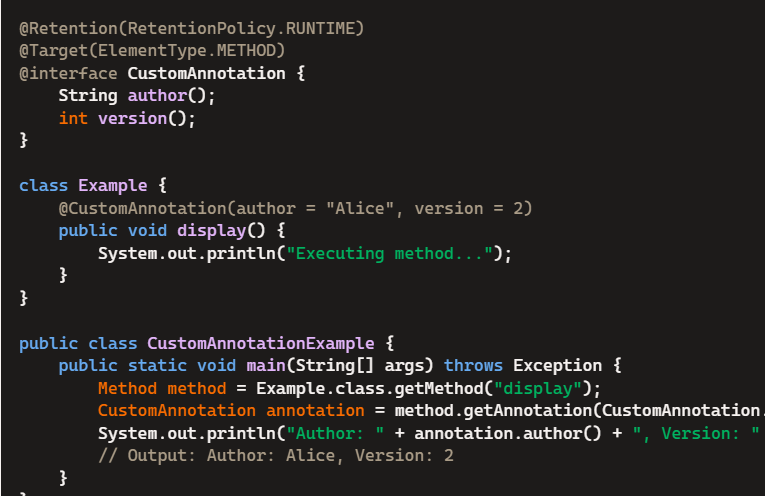 @Retention(RetentionPolicy.RUNTIME)
@Target(ElementType.METHOD)
@interface CustomAnnotation {
    String author();
    int version();
}

class Example {
    @CustomAnnotation(author = "Alice", version = 2)
    public void display() {
        System.out.println("Executing method...");
    }
}

public class CustomAnnotationExample {
    public static void main(String[] args) throws Exception {
        Method method = Example.class.getMethod("display");
        CustomAnnotation annotation = method.getAnnotation(CustomAnnotation.
        System.out.println("Author: " + annotation.author() + ", Version: "
        // Output: Author: Alice, Version: 2
    }
}